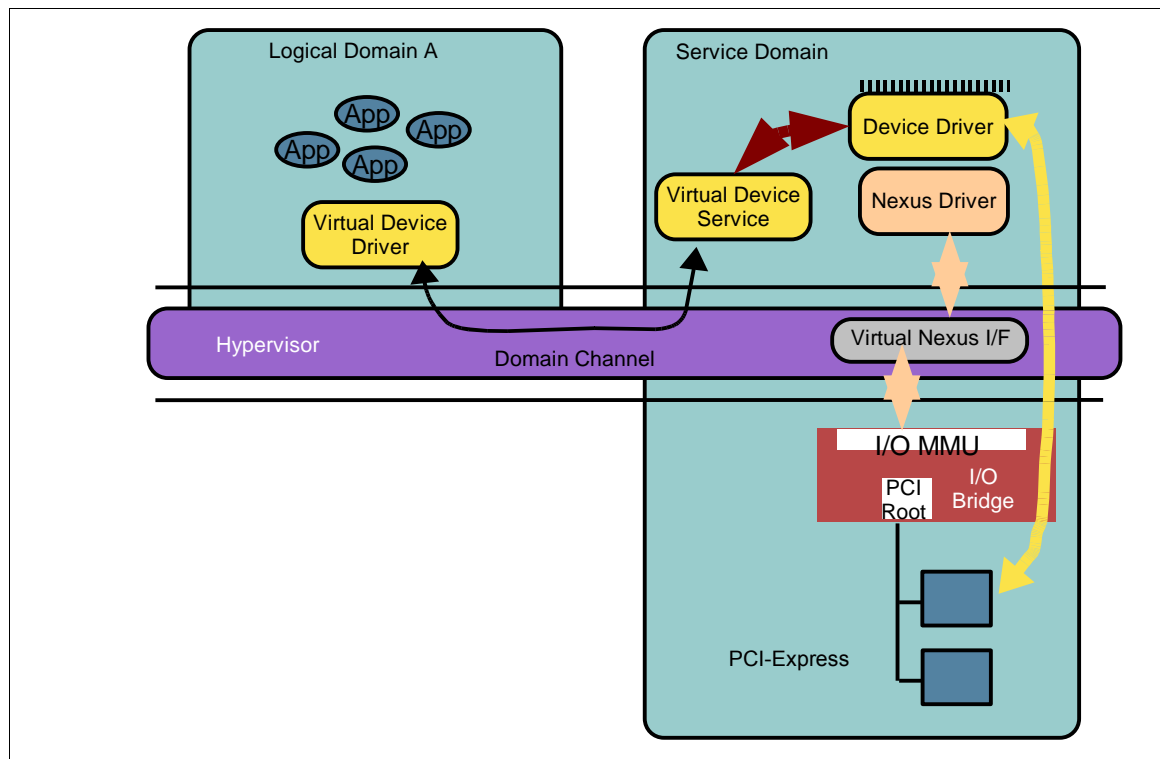 Logical Domain A
Service Domain
App
App
App
App
Device Driver
Virtual Device
Service
Nexus Driver
Virtual Device
Driver
Hypervisor
Domain Channel
Virtual Nexus I/F
I/O MMU
PCI
Root
I/O
Bridge
PCI-Express